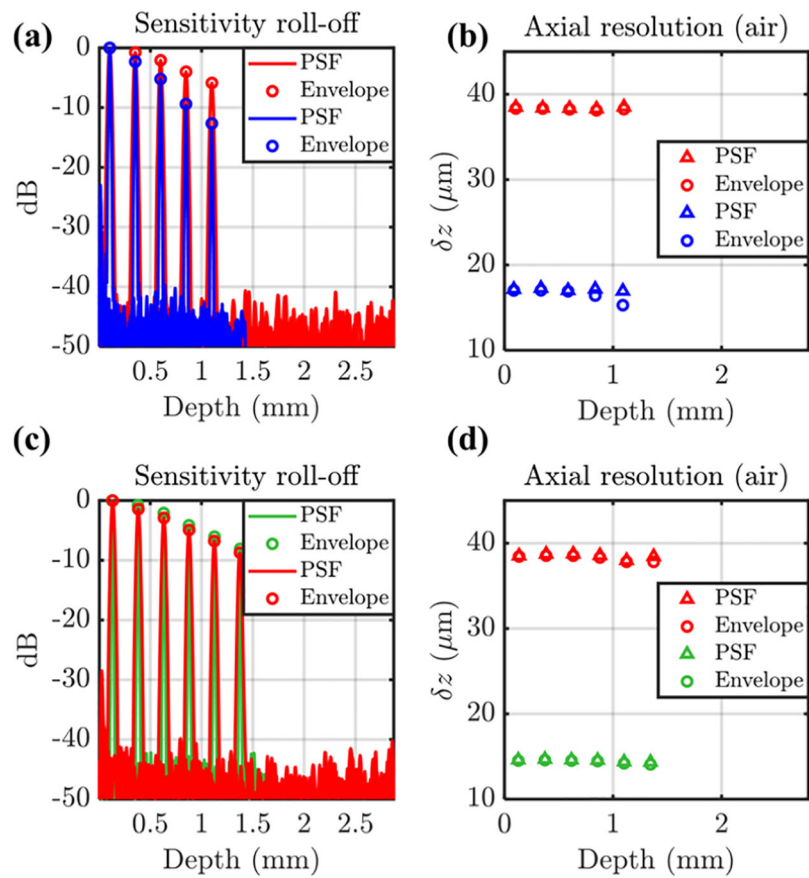 (a)
Sensitivity roll-off
0
-10
-20
-30
-40
-50
dB
PSF
Envelope
PSF
Envelope
0.5 1 1.5 2 2.5
Depth (mm)
(b)
Axial resolution (air)
40
30
20
10
δz (μm)
PSF
Envelope
PSF
Envelope
0 1 2
Depth (mm)
(c)
Sensitivity roll-off
0
-10
-20
-30
-40
-50
dB
PSF
Envelope
PSF
Envelope
0.5 1 1.5 2 2.5
Depth (mm)
(d)
Axial resolution (air)
40
30
20
10
δz (μm)
PSF
Envelope
PSF
Envelope
0 1 2
Depth (mm)